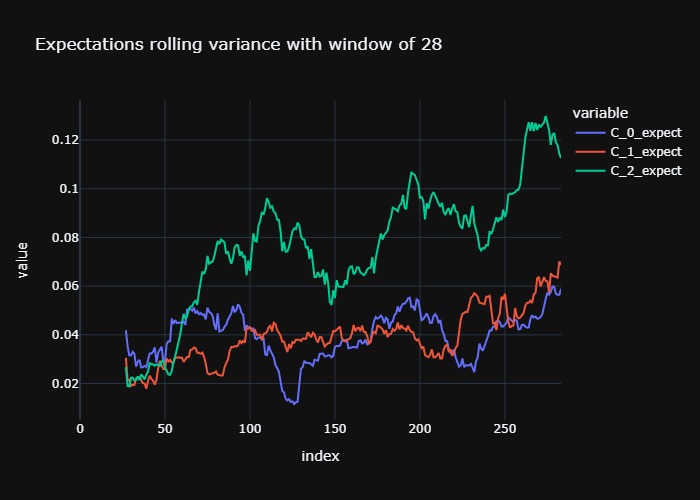 Expectations rolling variance with window of 28
variable
C_0_expect
C_1_expect
C_2_expect
0.12
0.1
0.08
0.06
0.04
0.02
value
0
50
100
150
200
250
index